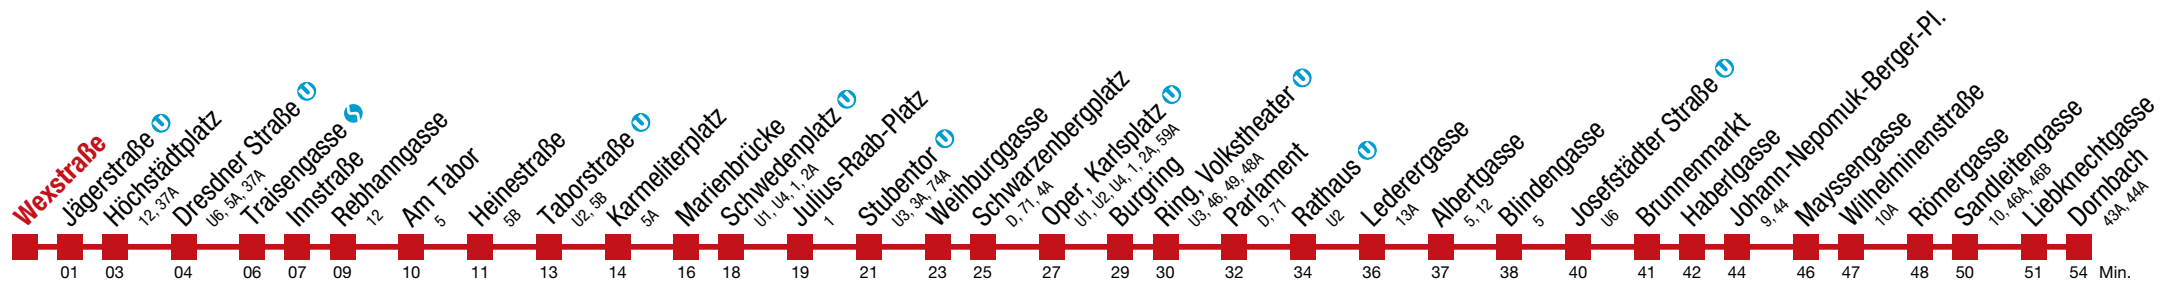 Wexstraße
Jägerstraße
Höchstädtplatz
12, 37A
Dresdner Straße
U6, 5A, 37A
Traisengasse
Innstraße
Rebhanngasse
12
Am Tabor
5
Heinestraße
5B
Taborstraße
U2, 5B
Karmeliterplatz
5A
Marienbrücke
Schwedenplatz
U1, U4, 1, 2A
Julius-Raab-Platz
1
Stubentor
U3, 3A, 74A
Weihburggasse
Schwarzenbergplatz
D, 71, 4A
Oper, Karlsplatz
U1, U2, U4, 1, 2A, 59A
Burgring
Ring, Volkstheater
U3, 46, 49, 48A
Parlament
D, 71
Rathaus
U2
Lederergasse
13A
Albertgasse
5, 12
Blindengasse
5
Josefstädter Straße
U6
Brunnenmarkt
Haberlgasse
Johann-Nepomuk-Berger-Pl.
9, 44
Mayssengasse
Wilhelminenstraße
10A
Römergasse
Sandleitengasse
10, 46A, 46B
Liebknechtgasse
Dornbach
43A, 44A
01 03 04 06 07 09 10 11 13 14 16 18 19 21 23 25 27 29 30 32 34 36 37 38 40 41 42 44 46 47 48 50 51 54 Min.